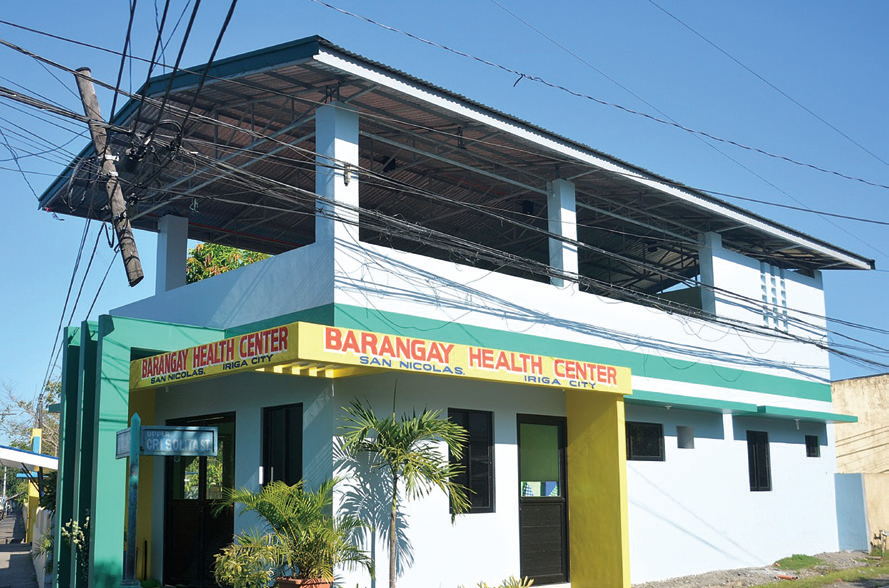 BARANGAY HEALTH CENTER
SAN NICOLAS. IRIGA CITY
BARANGAY HEALTH CENTER
SAN NICOLAS. IRIGA CITY